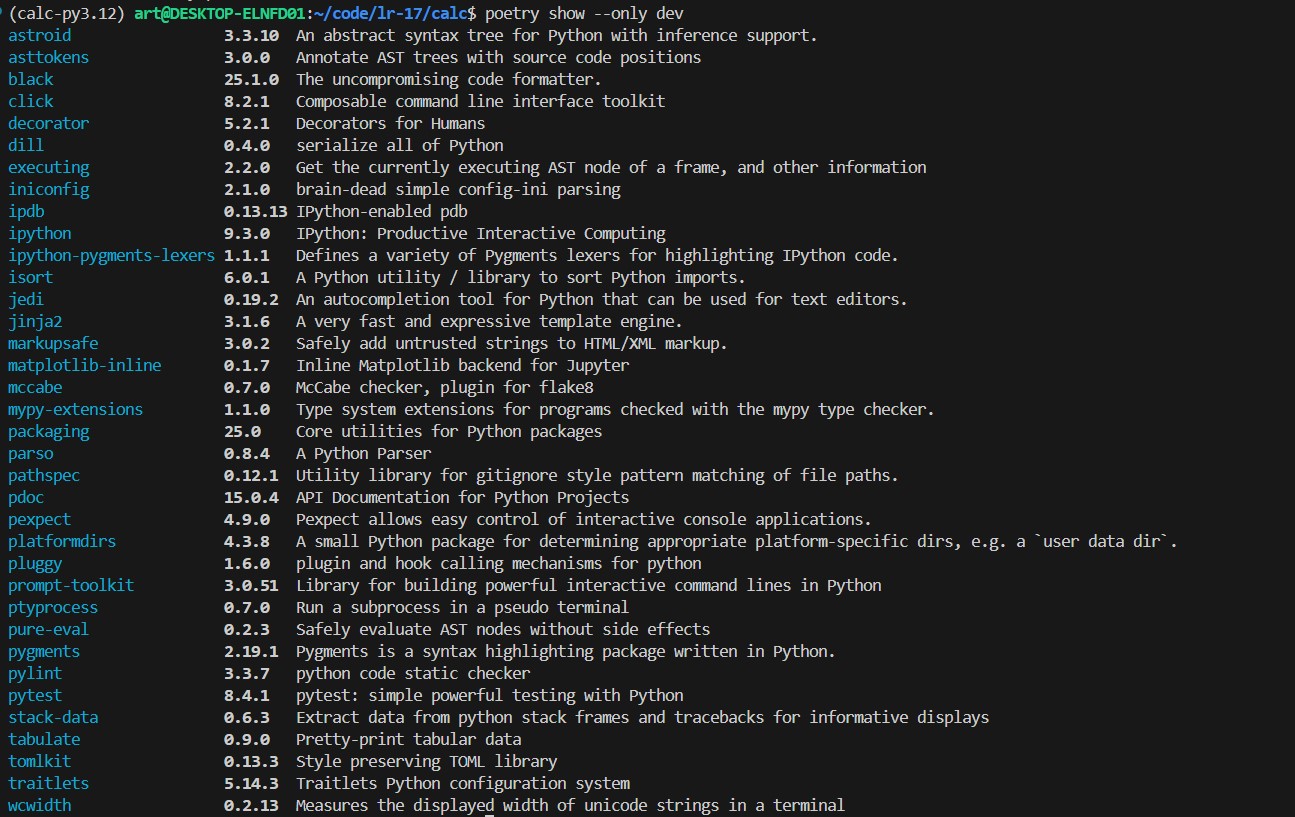 (calc-py3.12) art@DESKTOP-ELNFD01:~/code/lr-17/calc$ poetry show --only dev
astroid 3.3.10 An abstract syntax tree for Python with inference support.
asttokens 3.0.0 Annotate AST trees with source code positions
black 25.1.0 The uncompromising code formatter.
click 8.2.1 Composable command line interface toolkit
decorator 5.2.1 Decorators for Humans
dill 0.4.0 serialize all of Python
executing 2.2.0 Get the currently executing AST node of a frame, and other information
iniconfig 2.1.0 brain-dead simple config-ini parsing
ipdb 0.13.13 IPython-enabled pdb
ipython 9.3.0 IPython: Productive Interactive Computing
ipython-pygments-lexers 1.1.1 Defines a variety of Pygments lexers for highlighting IPython code.
isort 6.0.1 A Python utility / library to sort Python imports.
jedi 0.19.2 An autocompletion tool for Python that can be used for text editors.
jinja2 3.1.6 A very fast and expressive template engine.
markupsafe 3.0.2 Safely add untrusted strings to HTML/XML markup.
matplotlib-inline 0.1.7 Inline Matplotlib backend for Jupyter
mccabe 0.7.0 McCabe checker, plugin for flake8
mypy-extensions 1.1.0 Type system extensions for programs checked with the mypy type checker.
packaging 25.0 Core utilities for Python packages
parso 0.8.4 A Python Parser
pathspec 0.12.1 Utility library for gitignore style pattern matching of file paths.
pdoc 15.0.4 API Documentation for Python Projects
pexpect 4.9.0 Pexpect allows easy control of interactive console applications.
platformdirs 4.3.8 A small Python package for determining appropriate platform-specific dirs, e.g. a `user data dir`.
pluggy 1.6.0 plugin and hook calling mechanisms for python
prompt-toolkit 3.0.51 Library for building powerful interactive command lines in Python
ptyprocess 0.7.0 Run a subprocess in a pseudo terminal
pure-eval 0.2.3 Safely evaluate AST nodes without side effects
pygments 2.19.1 Pygments is a syntax highlighting package written in Python.
pylint 3.3.7 python code static checker
pytest 8.4.1 pytest: simple powerful testing with Python
stack-data 0.6.3 Extract data from python stack frames and tracebacks for informative displays
tabulate 0.9.0 Pretty-print tabular data
tomlkit 0.13.3 Style preserving TOML library
traitlets 5.14.3 Traitlets Python configuration system
wcwidth 0.2.13 Measures the displayed width of unicode strings in a terminal